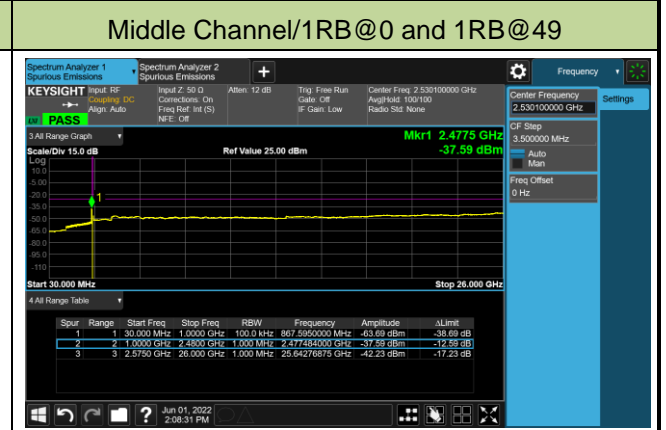 Middle Channel/1RB@0 and 1RB@49
Spectrum Analyzer 1
Spurious Emissions
Spectrum Analyzer 2
Spurious Emissions
+
Frequency
KEYSIGHT
Input: RF
Coupling: DC
Align: Auto
Input Z: 50 Ω
Corrections: On
Freq Ref: Int (S)
NFE: Off
Atten: 12 dB
Trig: Free Run
Gate: Off
IF Gain: Low
Center Freq: 2.530100000 GHz
Avg|Hold: 100/100
Radio Std: None
PASS
Center Frequency
2.530100000 GHz
Settings
CF Step
3.500000 MHz
Auto
Man
Freq Offset
0 Hz
3 All Range Graph
Mkr1 2.4775 GHz
Scale/Div 15.0 dB
Ref Value 25.00 dBm
-37.59 dBm
Log
10.0
-5.00
-20.0
-35.0
-50.0
-65.0
-80.0
-95.0
-110
1
Start 30.000 MHz
Stop 26.000 GHz
4 All Range Table
Spur Range Start Freq Stop Freq RBW Frequency Amplitude ΔLimit
1 1 30.000 MHz 1.0000 GHz 100.0 kHz 867.5950000 MHz -63.69 dBm -38.69 dB
2 2 1.0000 GHz 2.4800 GHz 1.000 MHz 2.477484000 GHz -37.59 dBm -12.59 dB
3 3 2.5750 GHz 26.000 GHz 1.000 MHz 25.64276875 GHz -42.23 dBm -17.23 dB
?
Jun 01, 2022
2:08:31 PM